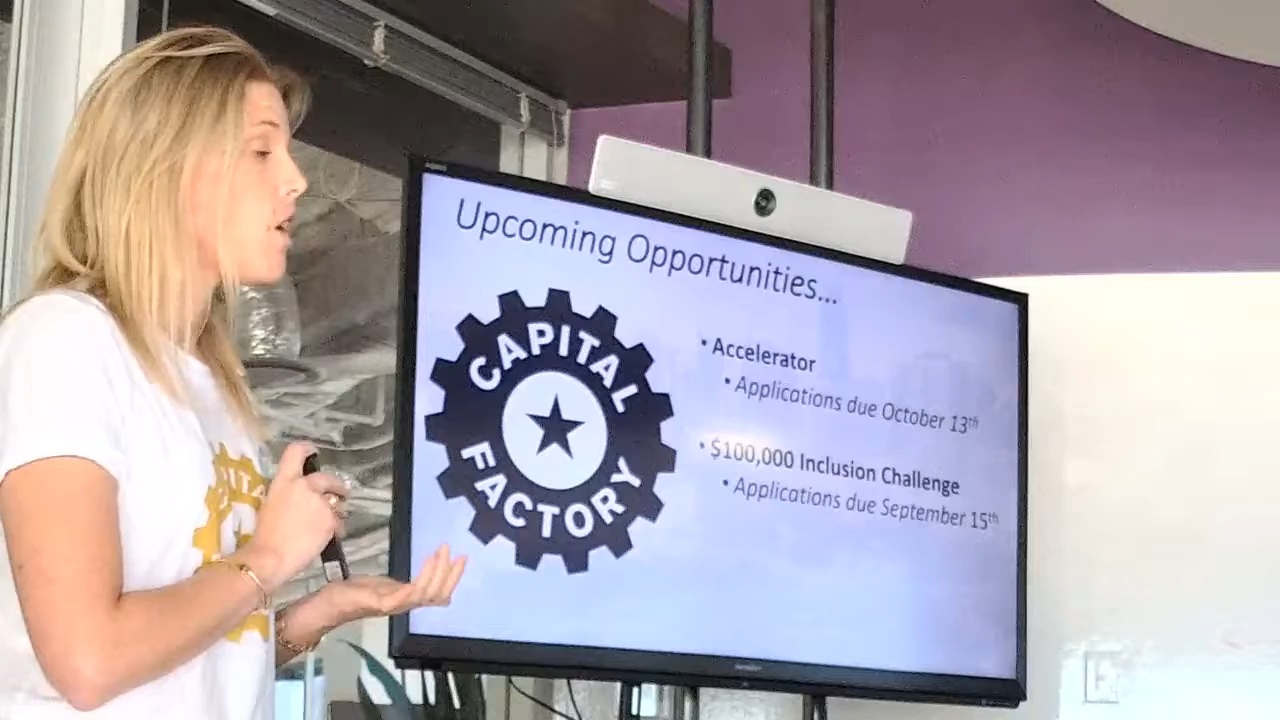 Upcoming Opportunities...
CAPITAL
FACTORY
• Accelerator
• Applications due October 13th
• $100,000 Inclusion Challenge
• Applications due September 15th